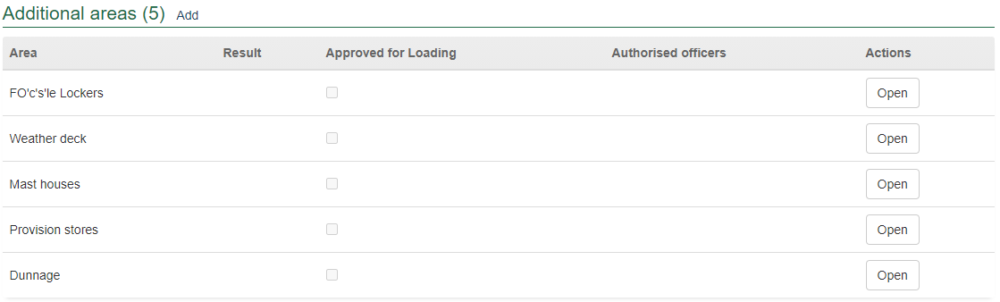 Additional areas (5) Add
Area Result Approved for Loading Authorised officers Actions
FO'c's'le Lockers Open
Weather deck Open
Mast houses Open
Provision stores Open
Dunnage Open